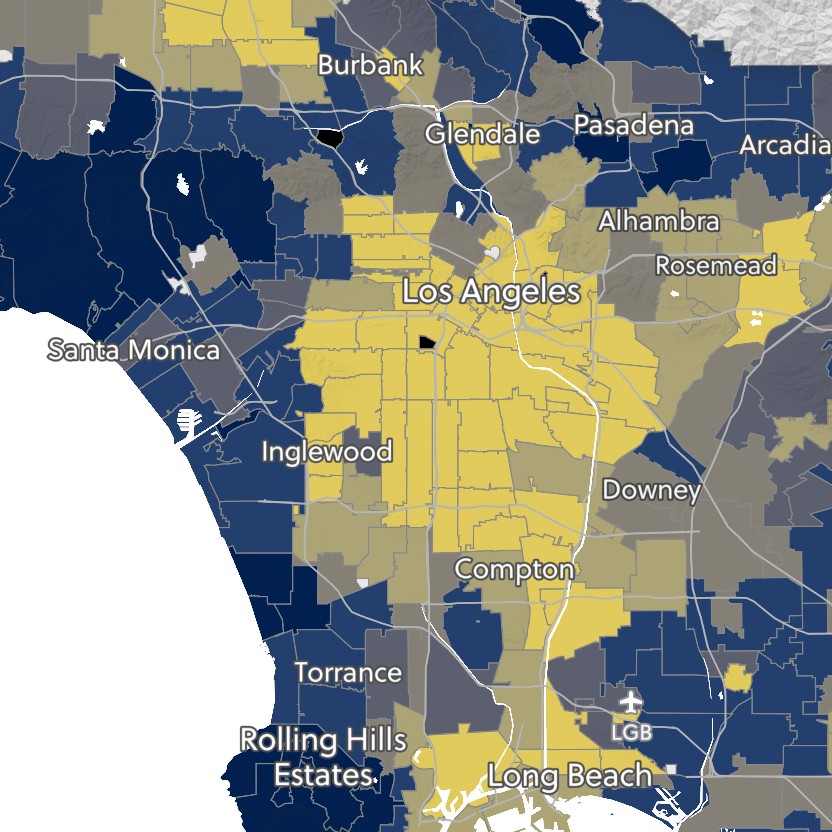 Burbank
Glendale
Pasadena
Arcadia
Alhambra
Rosemead
Los Angeles
Santa Monica
Inglewood
Downey
Compton
Torrance
LGB
Rolling Hills
Estates
Long Beach